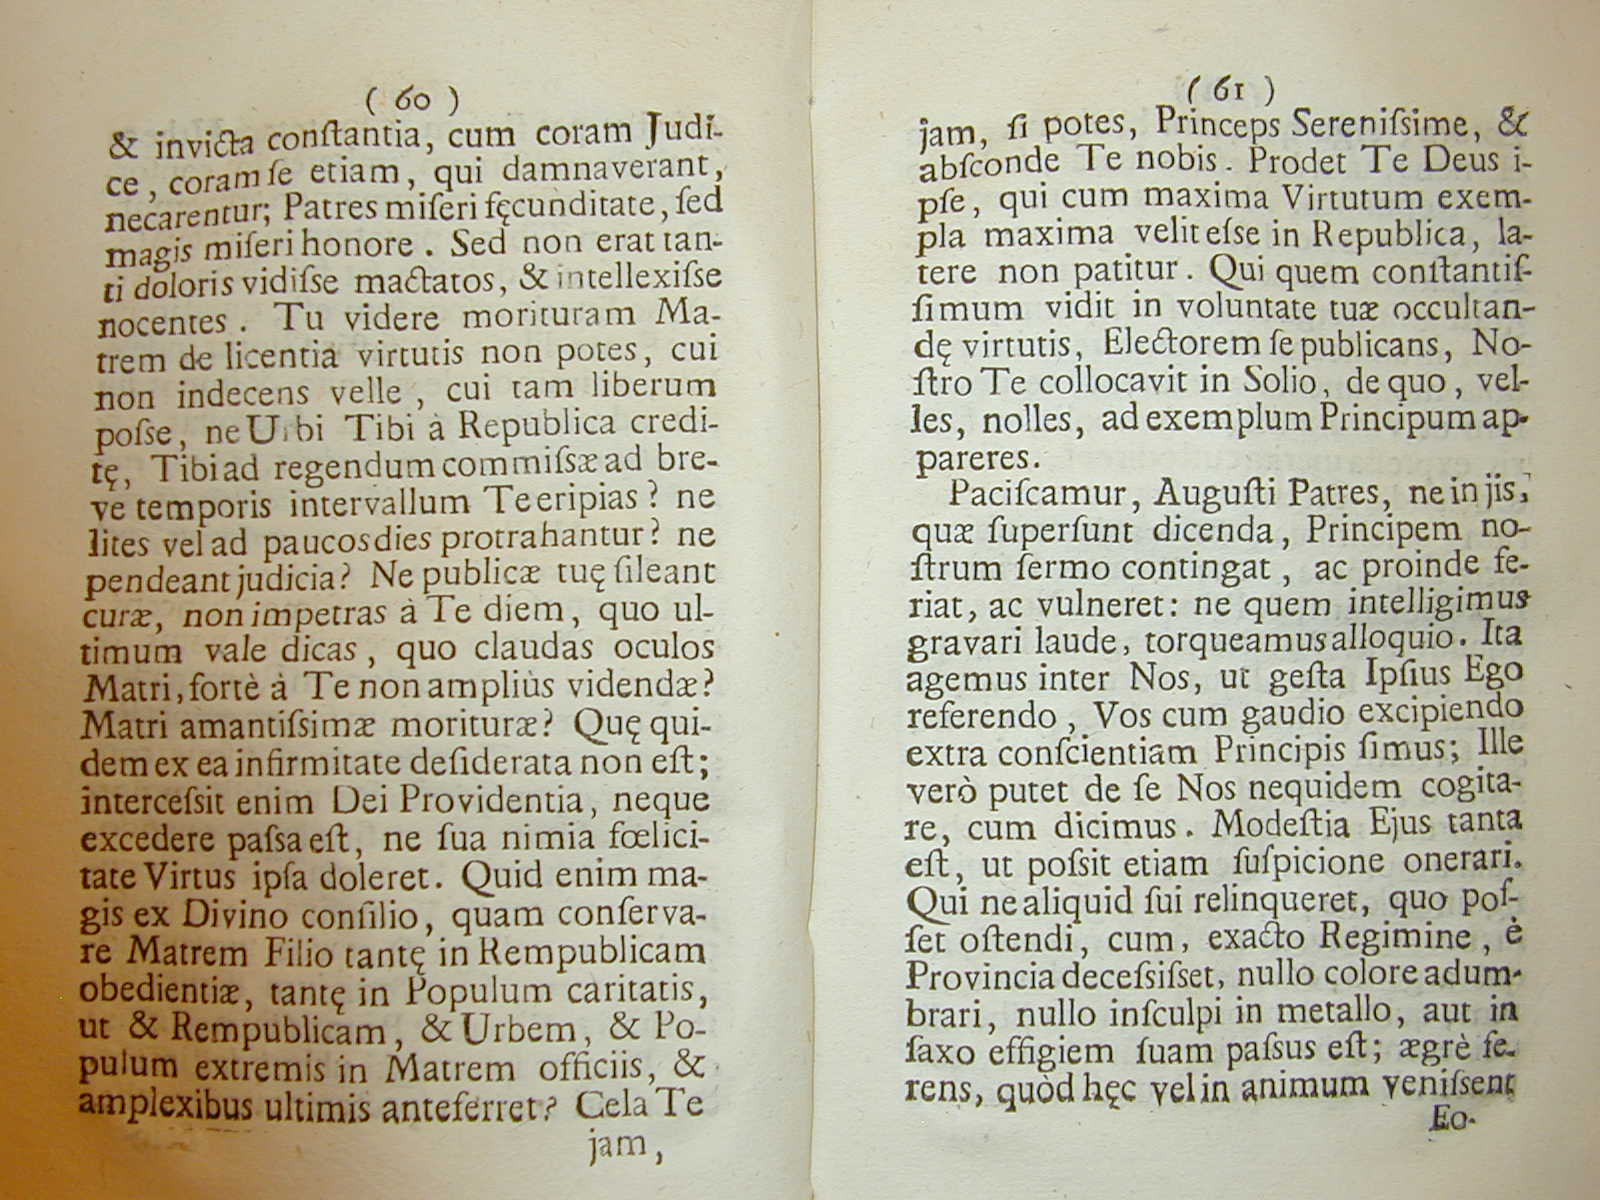 ( 60 )
& invicta conſtantia, cum coram Judi-
ce, coram ſe etiam, qui damnaverant,
necarentur; Patres miſeri fęcunditate, ſed
magis miſeri honore. Sed non erat tan-
ti doloris vidiſse mactatos, & intellexiſse
nocentes. Tu videre morituram Ma-
trem de licentia virtutis non potes, cui
non indecens velle, cui tam liberum
poſse, ne Urbi Tibi à Republica credi-
tę, Tibi ad regendum commiſsæ ad bre-
ve temporis intervallum Te eripias? ne
lites vel ad paucos dies protrahantur? ne
pendeant judicia? Ne publicæ tuę ſileant
curæ, non impetras à Te diem, quo ul-
timum vale dicas, quo claudas oculos
Matri, fortè à Te non ampliùs videndæ?
Matri amantiſsimæ morituræ? Quę qui-
dem ex ea infirmitate deſiderata non eſt;
interceſsit enim Dei Providentia, neque
excedere paſsa eſt, ne ſua nimia fœlici-
tate Virtus ipſa doleret. Quid enim ma-
gis ex Divino conſilio, quam conſerva-
re Matrem Filio tantę in Rempublicam
obedientiæ, tantę in Populum caritatis,
ut & Rempublicam, & Urbem, & Po-
pulum extremis in Matrem officiis, &
amplexibus ultimis anteferret? Cela Te
jam,
( 61 )
jam, ſi potes, Princeps Sereniſsime, &
abſconde Te nobis. Prodet Te Deus i-
pſe, qui cum maxima Virtutum exem-
pla maxima velit eſse in Republica, la-
tere non patitur. Qui quem conſtantiſ-
ſimum vidit in voluntate tuæ occultan-
dę virtutis, Electorem ſe publicans, No-
ſtro Te collocavit in Solio, de quo, vel-
les, nolles, ad exemplum Principum ap-
pareres.
Paciſcamur, Auguſti Patres, ne in jis,
quæ ſuperſunt dicenda, Principem no-
ſtrum ſermo contingat, ac proinde fe-
riat, ac vulneret: ne quem intelligimus
gravari laude, torqueamus alloquio. Ita
agemus inter Nos, ut geſta Ipſius Ego
referendo, Vos cum gaudio excipiendo
extra conſcientiam Principis ſimus; Ille
verò putet de ſe Nos nequidem cogita-
re, cum dicimus. Modeſtia Ejus tanta
eſt, ut poſsit etiam ſuſpicione onerari.
Qui ne aliquid ſui relinqueret, quo poſ-
ſet oſtendi, cum, exacto Regimine, è
Provincia deceſsiſset, nullo colore adum-
brari, nullo inſculpi in metallo, aut in
ſaxo effigiem ſuam paſsus eſt; ægrè fe-
rens, quòd hęc vel in animum veniſsent
Eo-